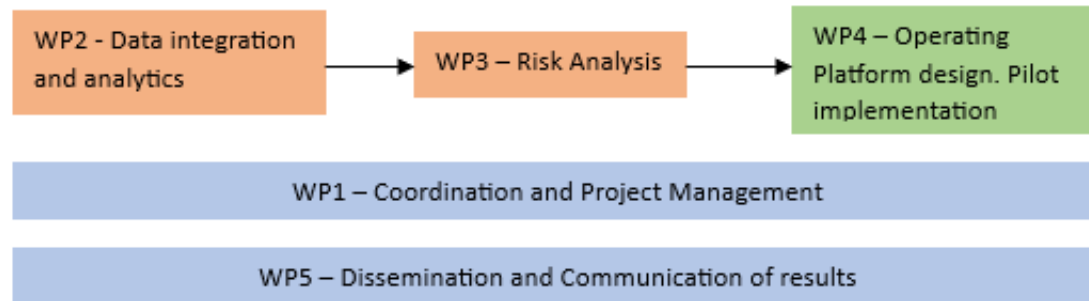 WP2 - Data integration
and analytics
WP3 – Risk Analysis
WP4 – Operating
Platform design. Pilot
implementation
WP1 – Coordination and Project Management
WP5 – Dissemination and Communication of results